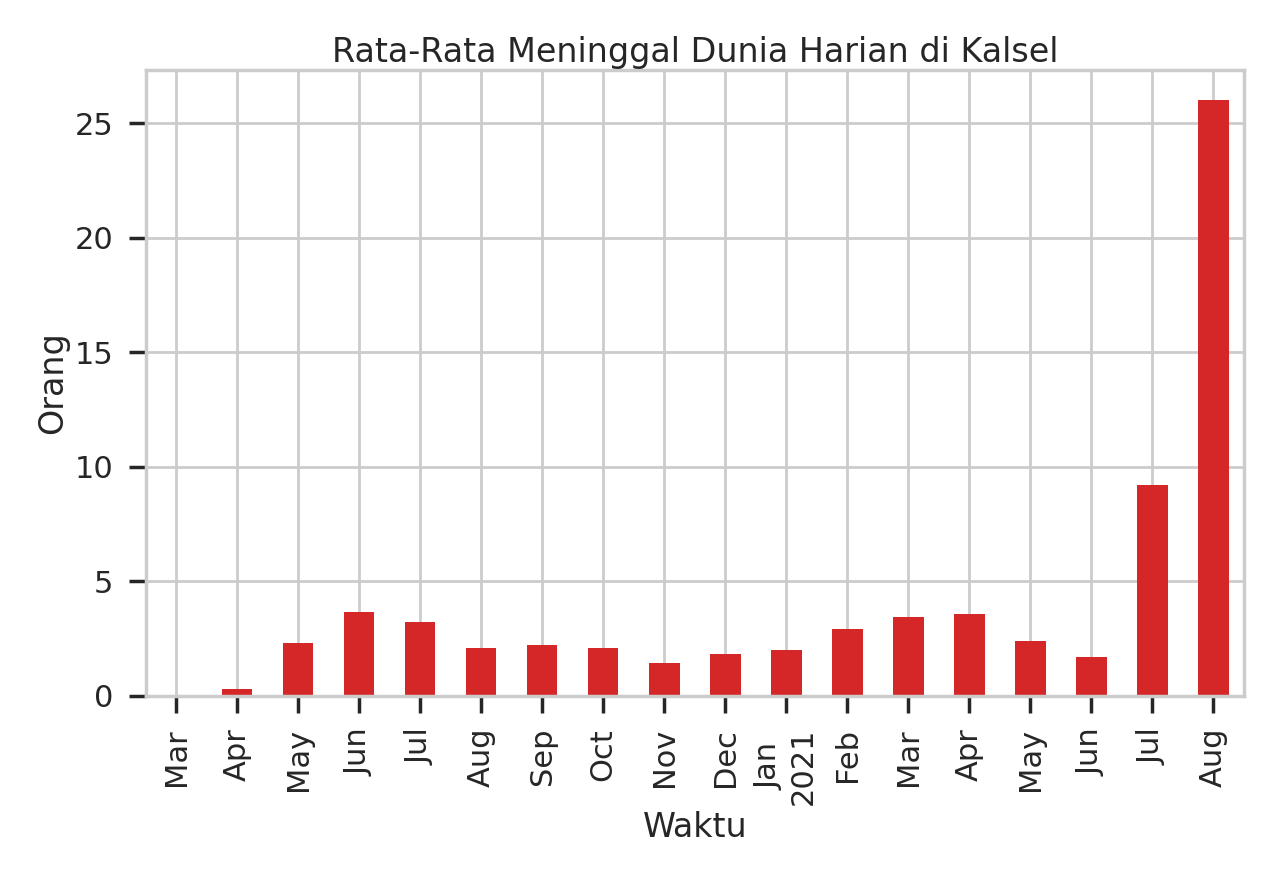 Rata-Rata Meninggal Dunia Harian di Kalsel
25
20
15
10
5
0
Orang
Mar
Apr
May
Jun
Jul
Aug
Sep
Oct
Nov
Dec
Jan
2021
Feb
Mar
Apr
May
Jun
Jul
Aug
Waktu